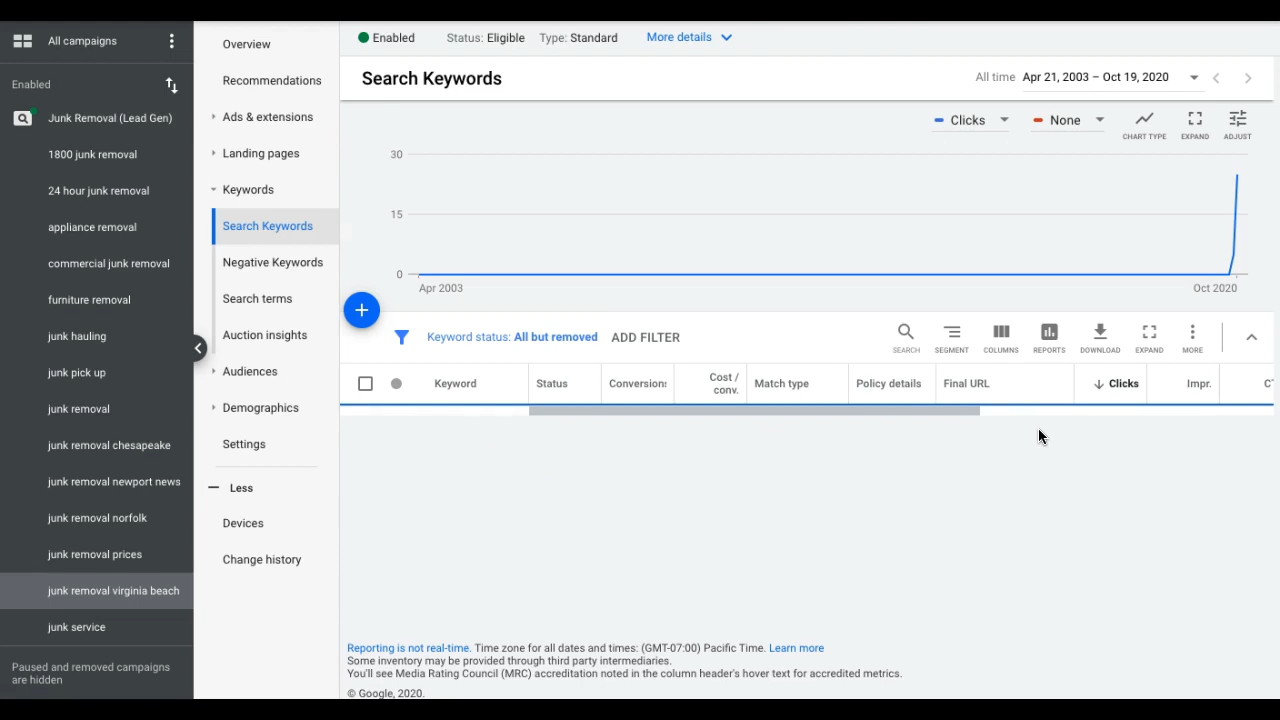 All campaigns
Enabled
Junk Removal (Lead Gen)
1800 junk removal
24 hour junk removal
appliance removal
commercial junk removal
furniture removal
junk hauling
junk pick up
junk removal
junk removal chesapeake
junk removal newport news
junk removal norfolk
junk removal prices
junk removal virginia beach
junk service
Paused and removed campaigns
are hidden
Overview
Recommendations
Ads & extensions
Landing pages
Keywords
Search Keywords
Negative Keywords
Search terms
Auction insights
Audiences
Demographics
Settings
Less
Devices
Change history
Enabled Status: Eligible Type: Standard More details
Search Keywords
All time Apr 21, 2003 – Oct 19, 2020
Clicks None
CHART TYPE EXPAND ADJUST
30
15
0
Apr 2003 Oct 2020
Keyword status: All but removed ADD FILTER
SEARCH SEGMENT COLUMNS REPORTS DOWNLOAD EXPAND MORE
Keyword Status Conversions Cost / conv. Match type Policy details Final URL Clicks Impr.
Reporting is not real-time. Time zone for all dates and times: (GMT-07:00) Pacific Time. Learn more
Some inventory may be provided through third party intermediaries.
You'll see Media Rating Council (MRC) accreditation noted in the column header's hover text for accredited metrics.
© Google, 2020.